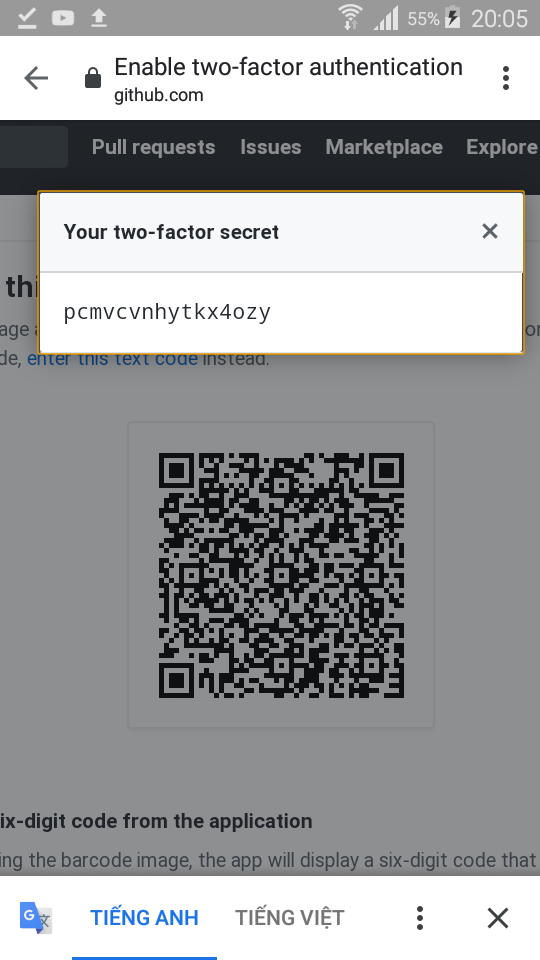 55% 20:05
Enable two-factor authentication
github.com
Pull requests Issues Marketplace Explore
Your two-factor secret
thi
pcmvcvnhytkx4ozy
age a
or
de, enter this text code instead.
ix-digit code from the application
ing the barcode image, the app will display a six-digit code that
G 文
TIẾNG ANH TIẾNG VIỆT